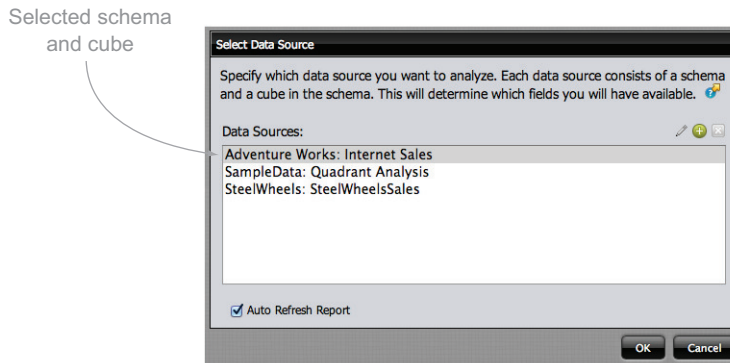 Selected schema
and cube
Select Data Source
Specify which data source you want to analyze. Each data source consists of a schema
and a cube in the schema. This will determine which fields you will have available.
Data Sources:
Adventure Works: Internet Sales
SampleData: Quadrant Analysis
SteelWheels: SteelWheelsSales
Auto Refresh Report
OK
Cancel